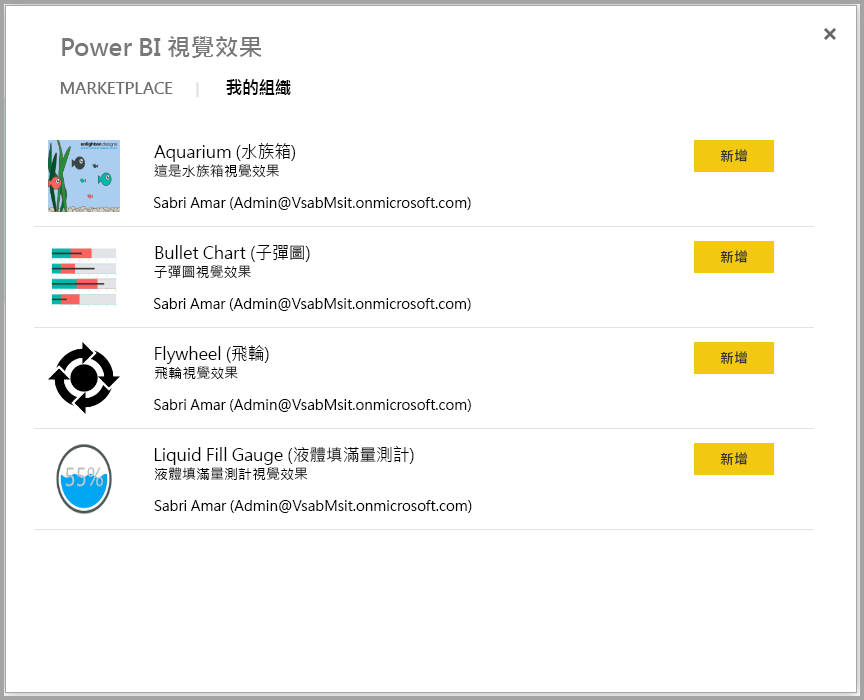 Power BI 視覺效果
MARKETPLACE | 我的組織
enlighten designs
Aquarium (水族箱)
這是水族箱視覺效果
Sabri Amar (Admin@VsabMsit.onmicrosoft.com)
新增
Bullet Chart (子彈圖)
子彈圖視覺效果
Sabri Amar (Admin@VsabMsit.onmicrosoft.com)
新增
Flywheel (飛輪)
飛輪視覺效果
Sabri Amar (Admin@VsabMsit.onmicrosoft.com)
新增
55%
Liquid Fill Gauge (液體填滿量測計)
液體填滿量測計視覺效果
Sabri Amar (Admin@VsabMsit.onmicrosoft.com)
新增